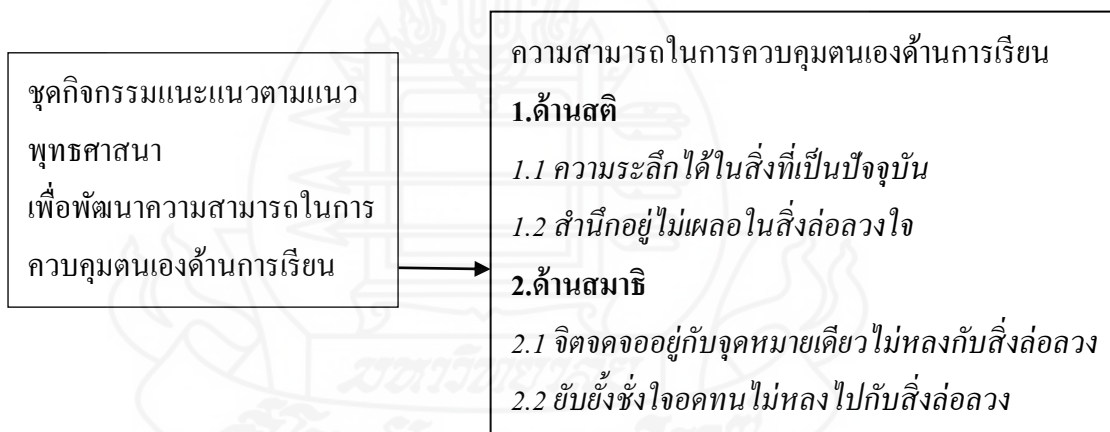 ชุดกิจกรรมแนะแนวตามแนว
พุทธศาสนา
เพื่อพัฒนาความสามารถในการ
ควบคุมตนเองด้านการเรียน
ความสามารถในการควบคุมตนเองด้านการเรียน
1.ด้านสติ
1.1 ความระลึกได้ในสิ่งที่เป็นปัจจุบัน
1.2 สำนึกอยู่ไม่เผลอในสิ่งล่อลวงใจ
2.ด้านสมาธิ
2.1 จิตจดจออยู่กับจุดหมายเดียวไม่หลงกับสิ่งล่อลวง
2.2 ยับยั้งชั่งใจอดทนไม่หลงไปกับสิ่งล่อลวง